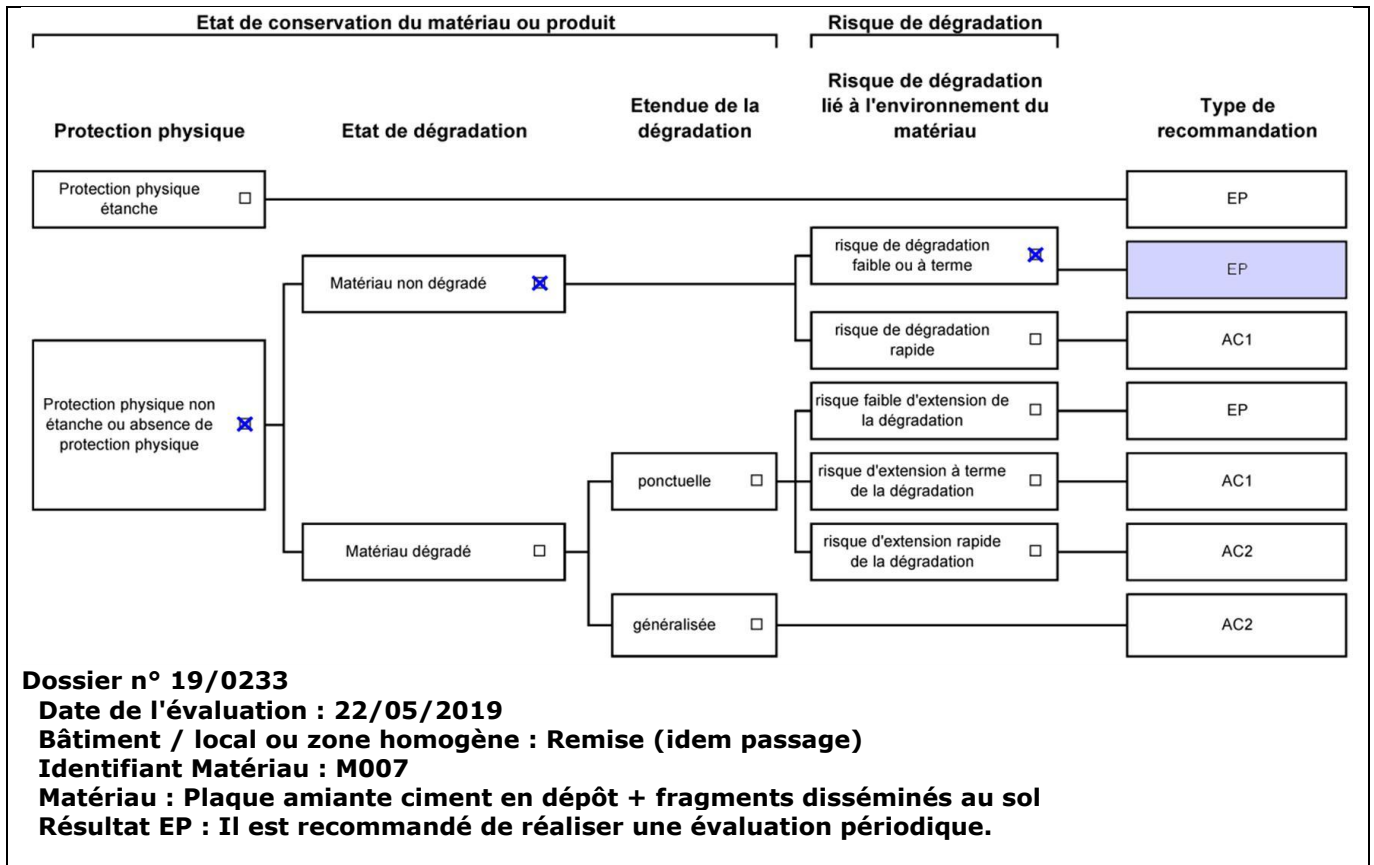 Etat de conservation du matériau ou produit
Risque de dégradation
Protection physique
Etat de dégradation
Etendue de la
dégradation
Risque de dégradation
lié à l'environnement du
matériau
Type de
recommandation
Protection physique
étanche
EP
risque de dégradation
faible ou à terme
EP
Matériau non dégradé
risque de dégradation
rapide
AC1
Protection physique non
étanche ou absence de
protection physique
risque faible d'extension de
la dégradation
EP
ponctuelle
risque d'extension à terme
de la dégradation
AC1
Matériau dégradé
risque d'extension rapide
de la dégradation
AC2
généralisée
AC2
Dossier n° 19/0233
Date de l'évaluation : 22/05/2019
Bâtiment / local ou zone homogène : Remise (idem passage)
Identifiant Matériau : M007
Matériau : Plaque amiante ciment en dépôt + fragments disséminés au sol
Résultat EP : Il est recommandé de réaliser une évaluation périodique.